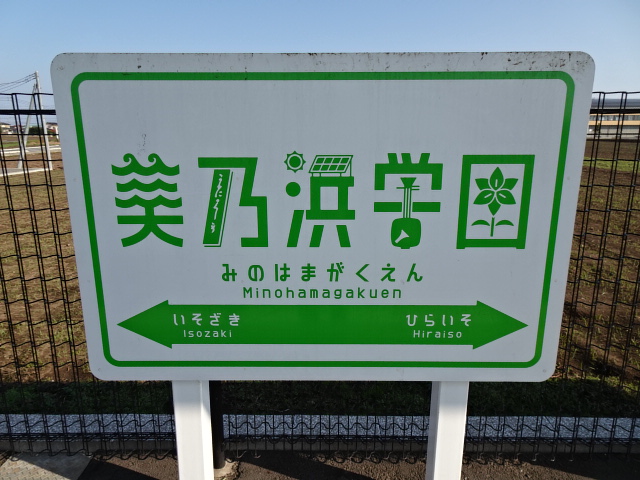 美乃浜学園
みのはまがくえん
Minohamagakuen
いそざき ひらいそ
Isozaki Hiraiso